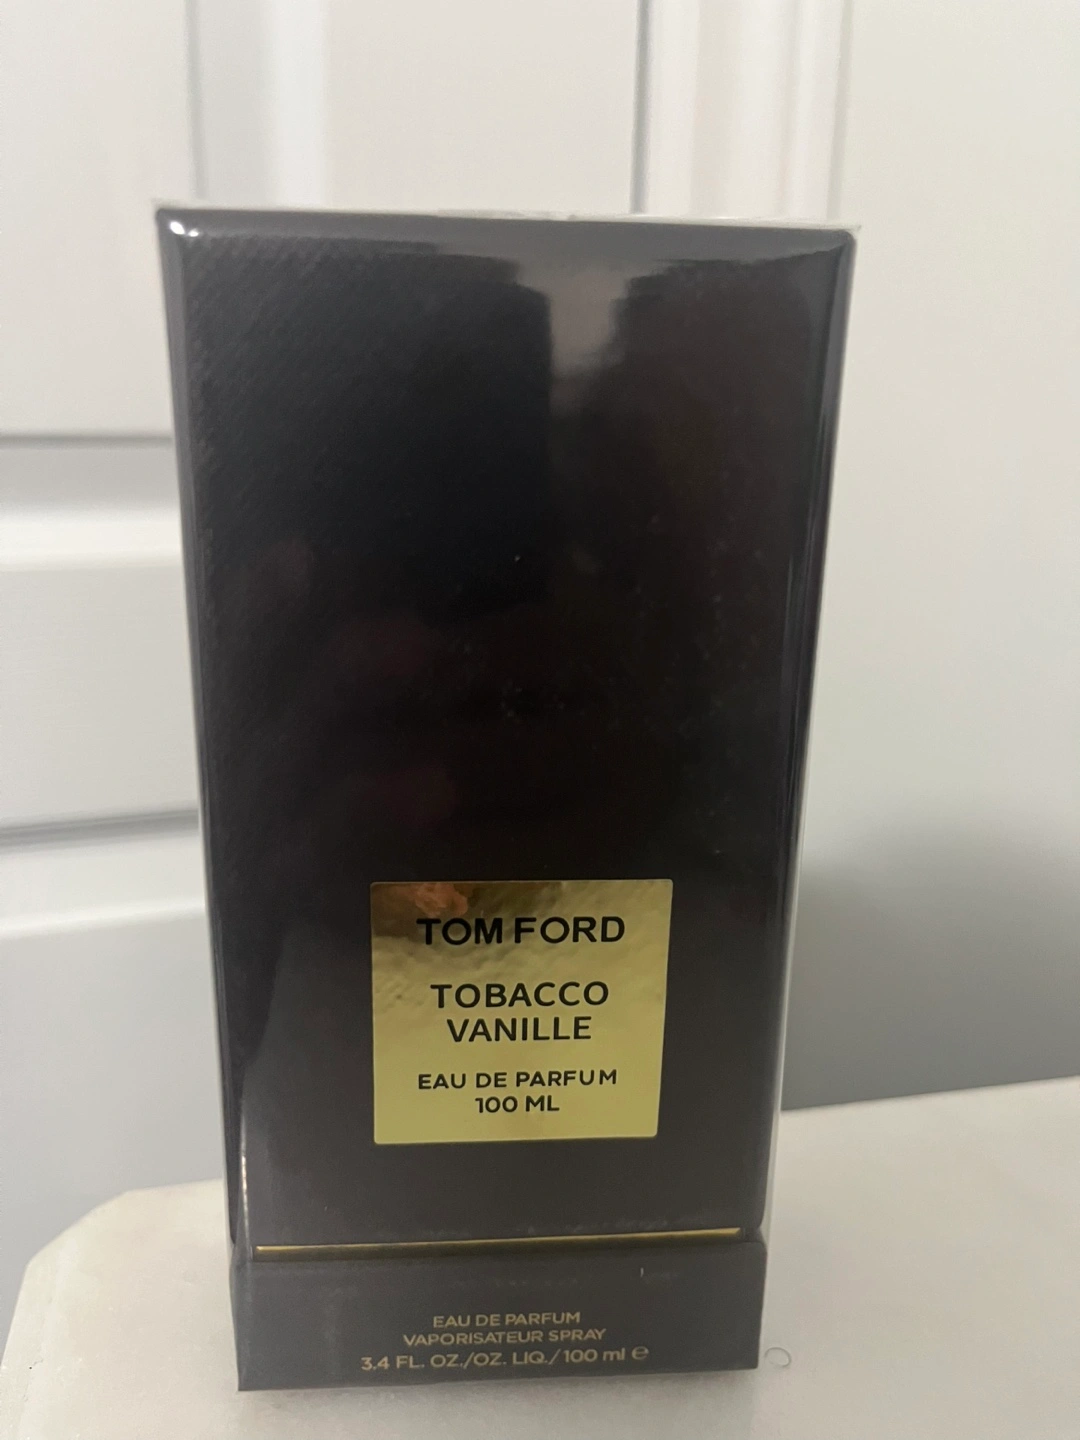 TOM FORD
TOBACCO
VANILLE
EAU DE PARFUM
100 ML
EAU DE PARFUM
VAPORISATEUR SPRAY
3.4 FL. OZ./OZ. LIQ./100 ml ℮